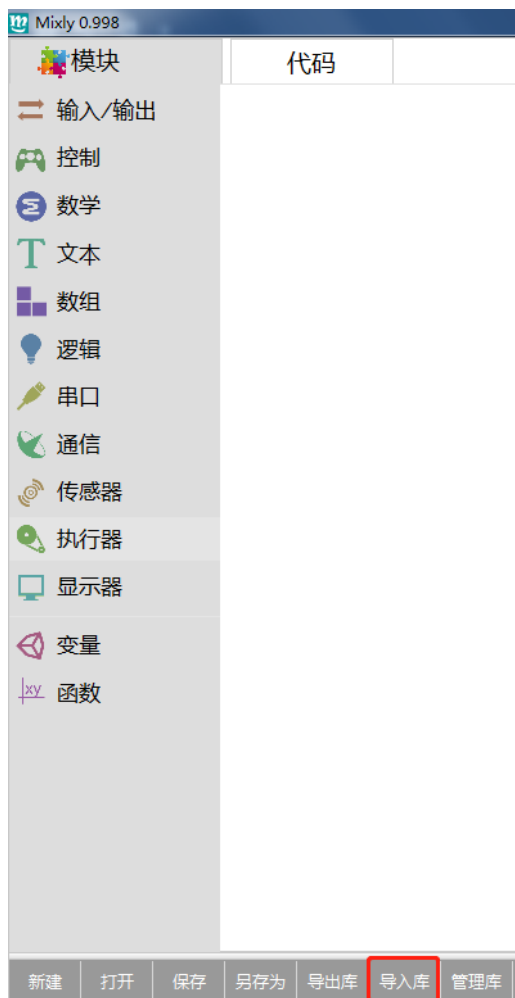 Mixly 0.998
模块
代码
输入/输出
控制
数学
文本
数组
逻辑
串口
通信
传感器
执行器
显示器
变量
xy 函数
新建 打开 保存 另存为 导出库 导入库 管理库